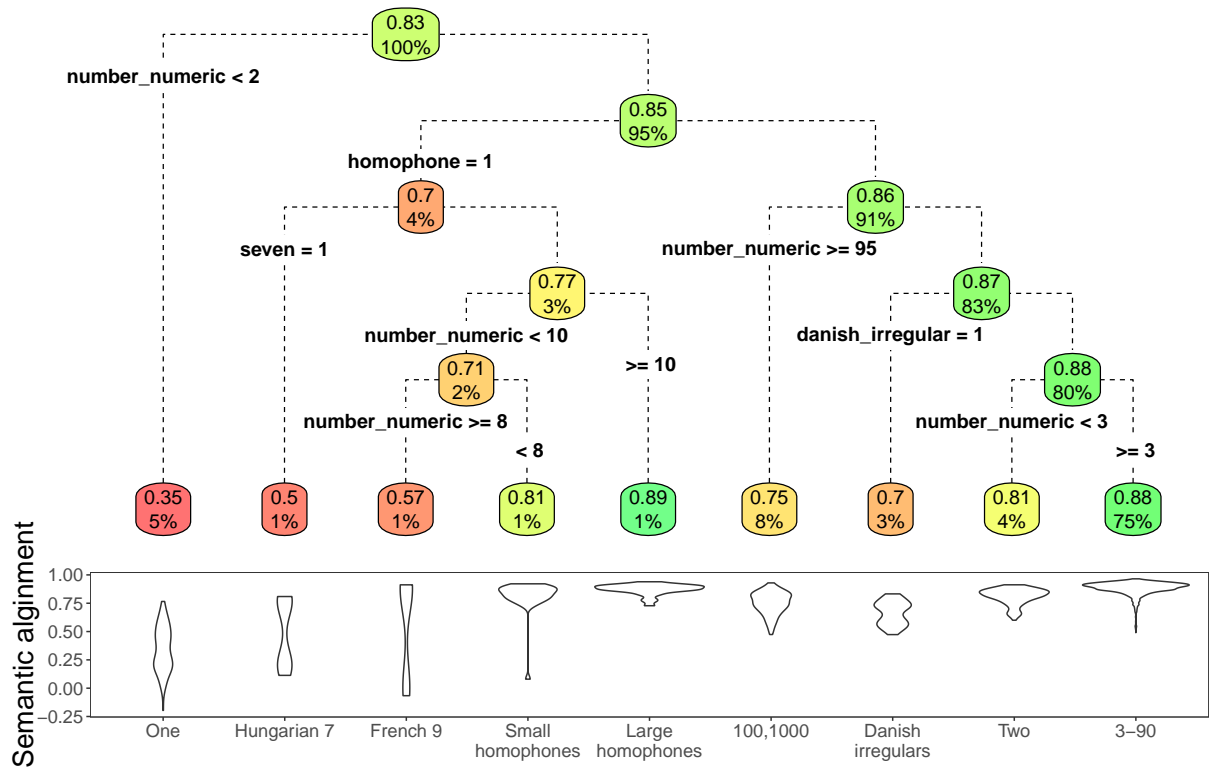 0.83
100%
number_numeric < 2
0.85
95%
homophone = 1
0.7
4%
0.86
91%
seven = 1
number_numeric >= 95
0.77
3%
0.87
83%
number_numeric < 10
>= 10
danish_irregular = 1
0.71
2%
0.88
80%
number_numeric >= 8
< 8
number_numeric < 3
>= 3
0.35
5%
0.5
1%
0.57
1%
0.81
1%
0.89
1%
0.75
8%
0.7
3%
0.81
4%
0.88
75%
Semantic alginment
1.00
0.75
0.50
0.25
0.00
−0.25
One
Hungarian 7
French 9
Small
homophones
Large
homophones
100,1000
Danish
irregulars
Two
3−90